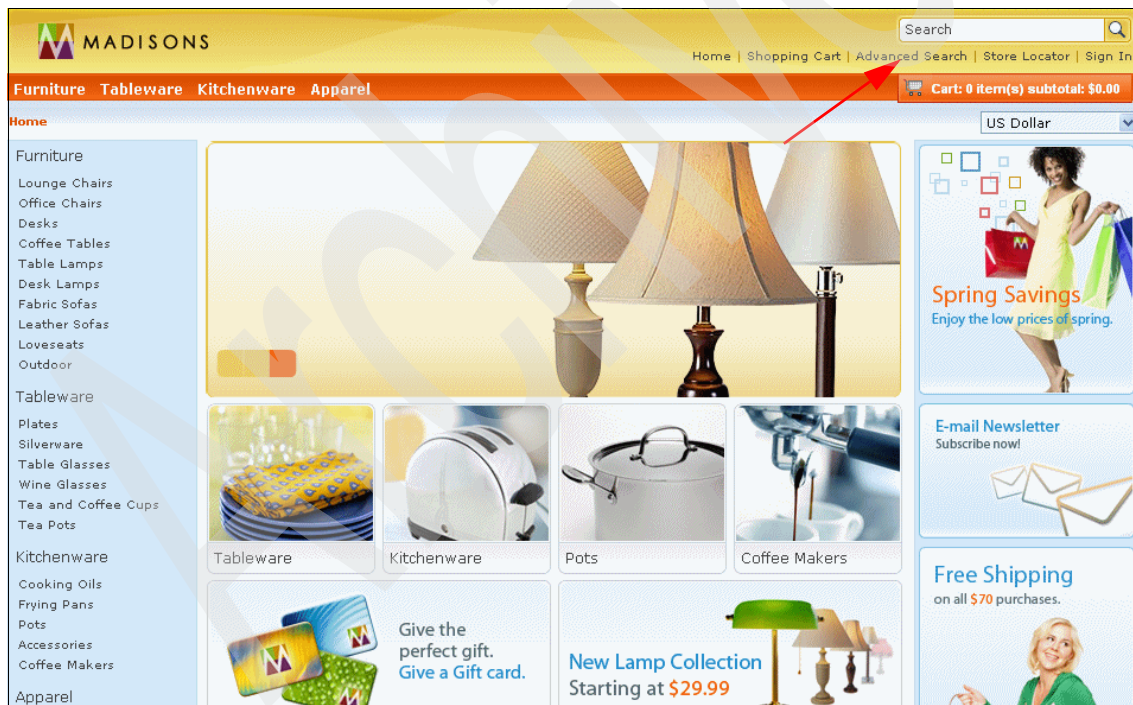 MADISONS
Search
Home | Shopping Cart | Advanced Search | Store Locator | Sign In
Furniture Tableware Kitchenware Apparel
Cart: 0 item(s) subtotal: $0.00
Home
US Dollar
Furniture
Lounge Chairs
Office Chairs
Desks
Coffee Tables
Table Lamps
Desk Lamps
Fabric Sofas
Leather Sofas
Loveseats
Outdoor
Tableware
Plates
Silverware
Table Glasses
Wine Glasses
Tea and Coffee Cups
Tea Pots
Kitchenware
Cooking Oils
Frying Pans
Pots
Accessories
Coffee Makers
Apparel
Tableware
Kitchenware
Pots
Coffee Makers
Give the
perfect gift.
Give a Gift card.
New Lamp Collection
Starting at $29.99
Spring Savings
Enjoy the low prices of spring.
E-mail Newsletter
Subscribe now!
Free Shipping
on all $70 purchases.